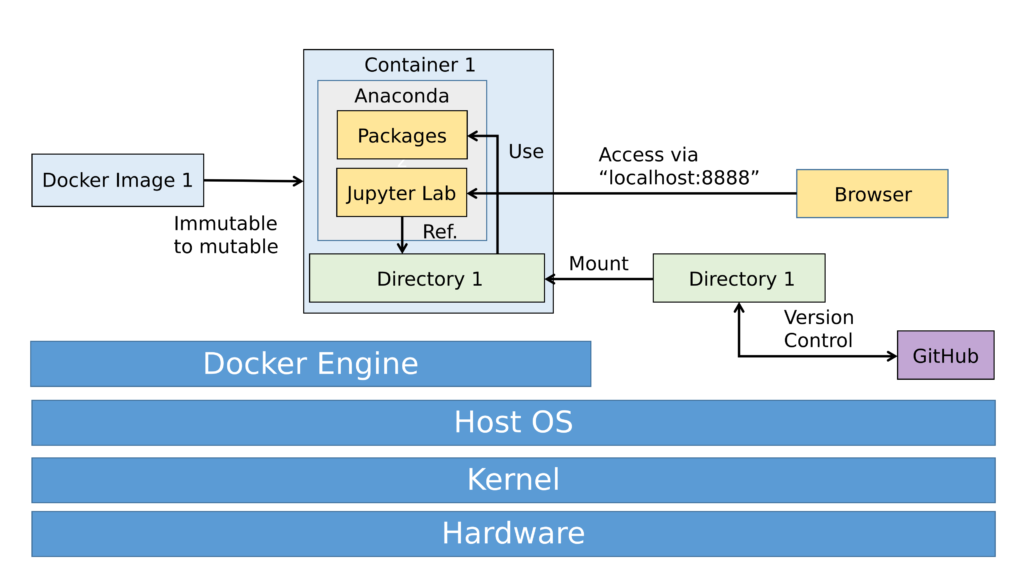 Container 1
Anaconda
Packages
Use
Access via
“localhost:8888”
Docker Image 1
Jupyter Lab
Browser
Immutable
to mutable
Ref.
Directory 1
Mount
Directory 1
Version
Control
GitHub
Docker Engine
Host OS
Kernel
Hardware